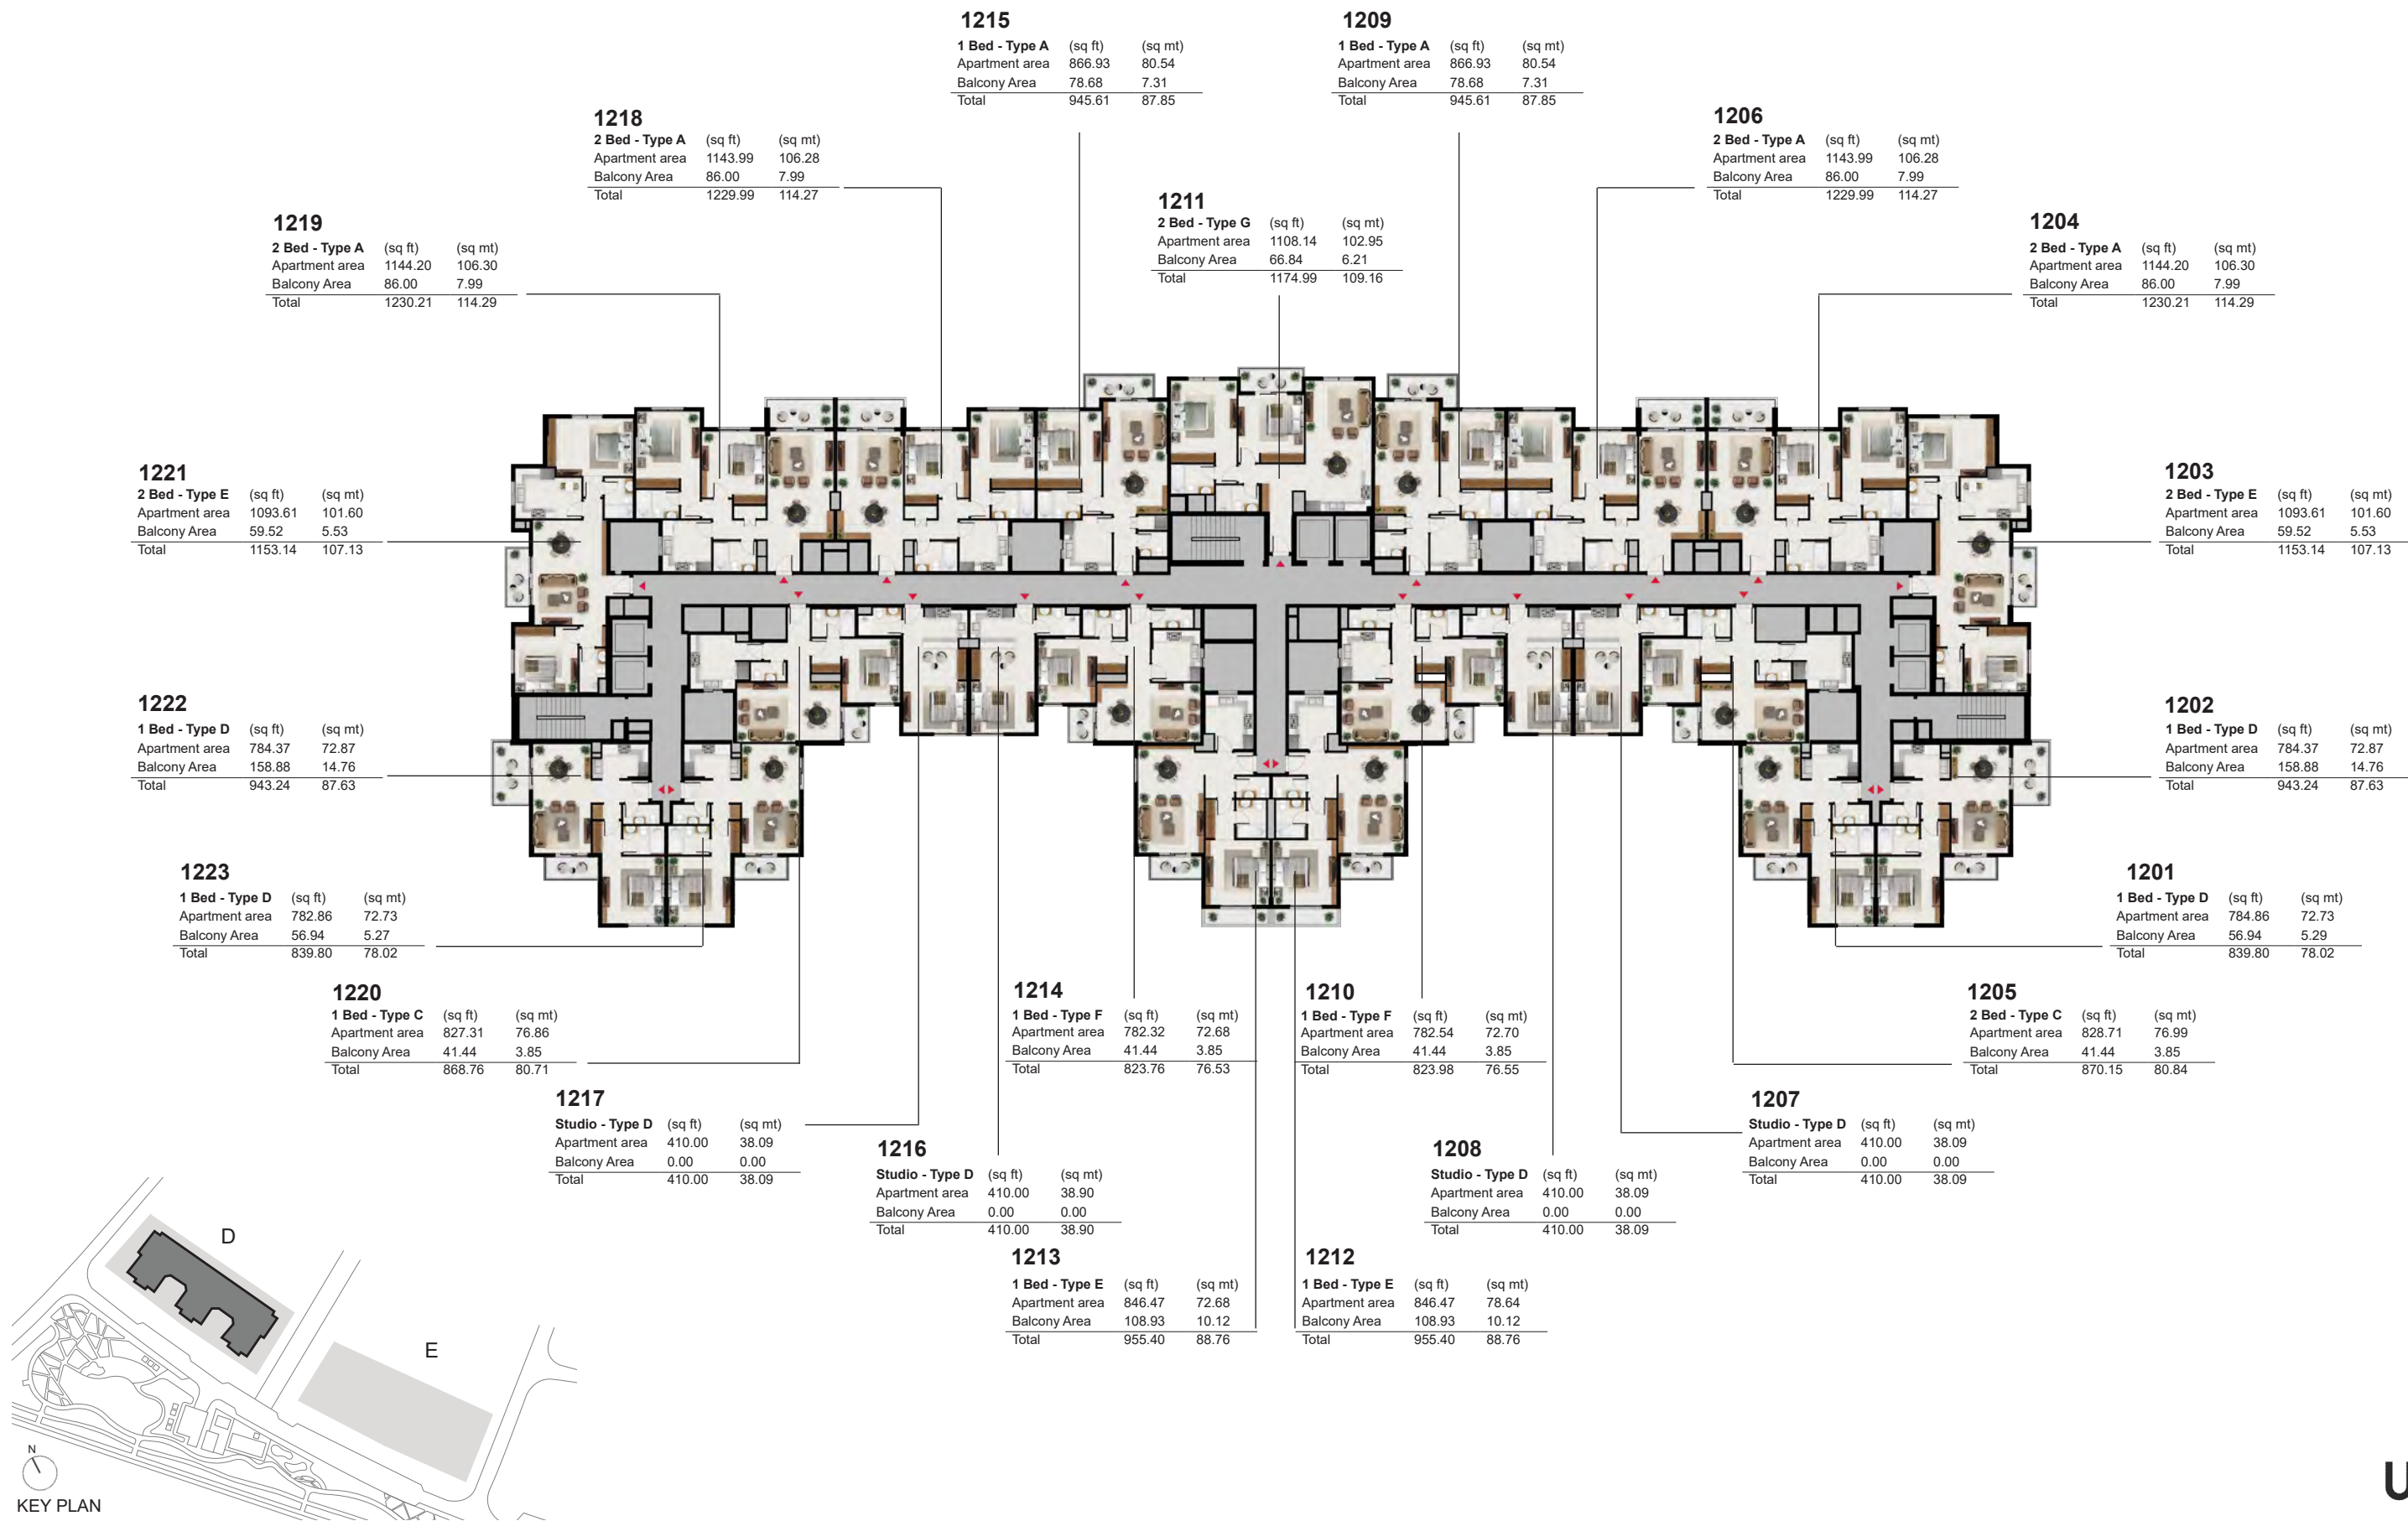 1215
1 Bed - Type A (sq ft) (sq mt)
Apartment area 866.93 80.54
Balcony Area 78.68 7.31
Total 945.61 87.85
1209
1 Bed - Type A (sq ft) (sq mt)
Apartment area 866.93 80.54
Balcony Area 78.68 7.31
Total 945.61 87.85
1218
2 Bed - Type A (sq ft) (sq mt)
Apartment area 1143.99 106.28
Balcony Area 86.00 7.99
Total 1229.99 114.27
1206
2 Bed - Type A (sq ft) (sq mt)
Apartment area 1143.99 106.28
Balcony Area 86.00 7.99
Total 1229.99 114.27
1211
2 Bed - Type G (sq ft) (sq mt)
Apartment area 1108.14 102.95
Balcony Area 66.84 6.21
Total 1174.99 109.16
1219
2 Bed - Type A (sq ft) (sq mt)
Apartment area 1144.20 106.30
Balcony Area 86.00 7.99
Total 1230.21 114.29
1204
2 Bed - Type A (sq ft) (sq mt)
Apartment area 1144.20 106.30
Balcony Area 86.00 7.99
Total 1230.21 114.29
1221
2 Bed - Type E (sq ft) (sq mt)
Apartment area 1093.61 101.60
Balcony Area 59.52 5.53
Total 1153.14 107.13
1203
2 Bed - Type E (sq ft) (sq mt)
Apartment area 1093.61 101.60
Balcony Area 59.52 5.53
Total 1153.14 107.13
1222
1 Bed - Type D (sq ft) (sq mt)
Apartment area 784.37 72.87
Balcony Area 158.88 14.76
Total 943.24 87.63
1202
1 Bed - Type D (sq ft) (sq mt)
Apartment area 784.37 72.87
Balcony Area 158.88 14.76
Total 943.24 87.63
1223
1 Bed - Type D (sq ft) (sq mt)
Apartment area 782.86 72.73
Balcony Area 56.94 5.27
Total 839.80 78.02
1201
1 Bed - Type D (sq ft) (sq mt)
Apartment area 784.86 72.73
Balcony Area 56.94 5.29
Total 839.80 78.02
1220
1 Bed - Type C (sq ft) (sq mt)
Apartment area 827.31 76.86
Balcony Area 41.44 3.85
Total 868.76 80.71
1214
1 Bed - Type F (sq ft) (sq mt)
Apartment area 782.32 72.68
Balcony Area 41.44 3.85
Total 823.76 76.53
1210
1 Bed - Type F (sq ft) (sq mt)
Apartment area 782.54 72.70
Balcony Area 41.44 3.85
Total 823.98 76.55
1205
2 Bed - Type C (sq ft) (sq mt)
Apartment area 828.71 76.99
Balcony Area 41.44 3.85
Total 870.15 80.84
1217
Studio - Type D (sq ft) (sq mt)
Apartment area 410.00 38.09
Balcony Area 0.00 0.00
Total 410.00 38.09
1207
Studio - Type D (sq ft) (sq mt)
Apartment area 410.00 38.09
Balcony Area 0.00 0.00
Total 410.00 38.09
1216
Studio - Type D (sq ft) (sq mt)
Apartment area 410.00 38.90
Balcony Area 0.00 0.00
Total 410.00 38.90
1208
Studio - Type D (sq ft) (sq mt)
Apartment area 410.00 38.09
Balcony Area 0.00 0.00
Total 410.00 38.09
1213
1 Bed - Type E (sq ft) (sq mt)
Apartment area 846.47 72.68
Balcony Area 108.93 10.12
Total 955.40 88.76
1212
1 Bed - Type E (sq ft) (sq mt)
Apartment area 846.47 78.64
Balcony Area 108.93 10.12
Total 955.40 88.76
D
E
N
KEY PLAN
U